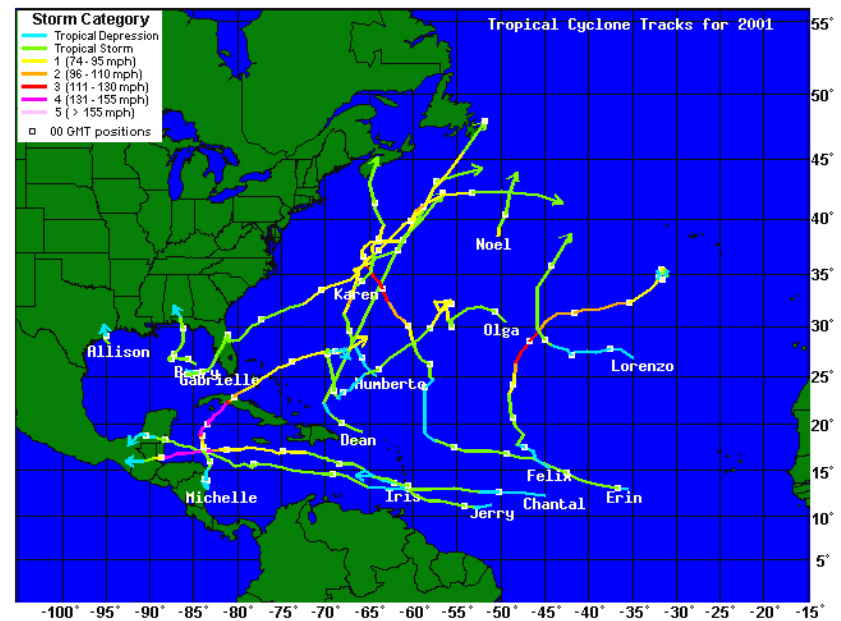 Storm Category
Tropical Depression
Tropical Storm
1 (74 - 95 mph)
2 (96 - 110 mph)
3 (111 - 130 mph)
4 (131 - 155 mph)
5 ( > 155 mph)
00 GMT positions
Tropical Cyclone Tracks for 2001
55°
50°
45°
40°
35°
30°
25°
20°
15°
10°
5°
Noel
Karen
Olga
Allison
Lorenzo
Barry
Gabrielle
Humberto
Dean
Felix
Michelle
Iris
Chantal
Erin
Jerry
-100° -95° -90° -85° -80° -75° -70° -65° -60° -55° -50° -45° -40° -35° -30° -25° -20° -15°